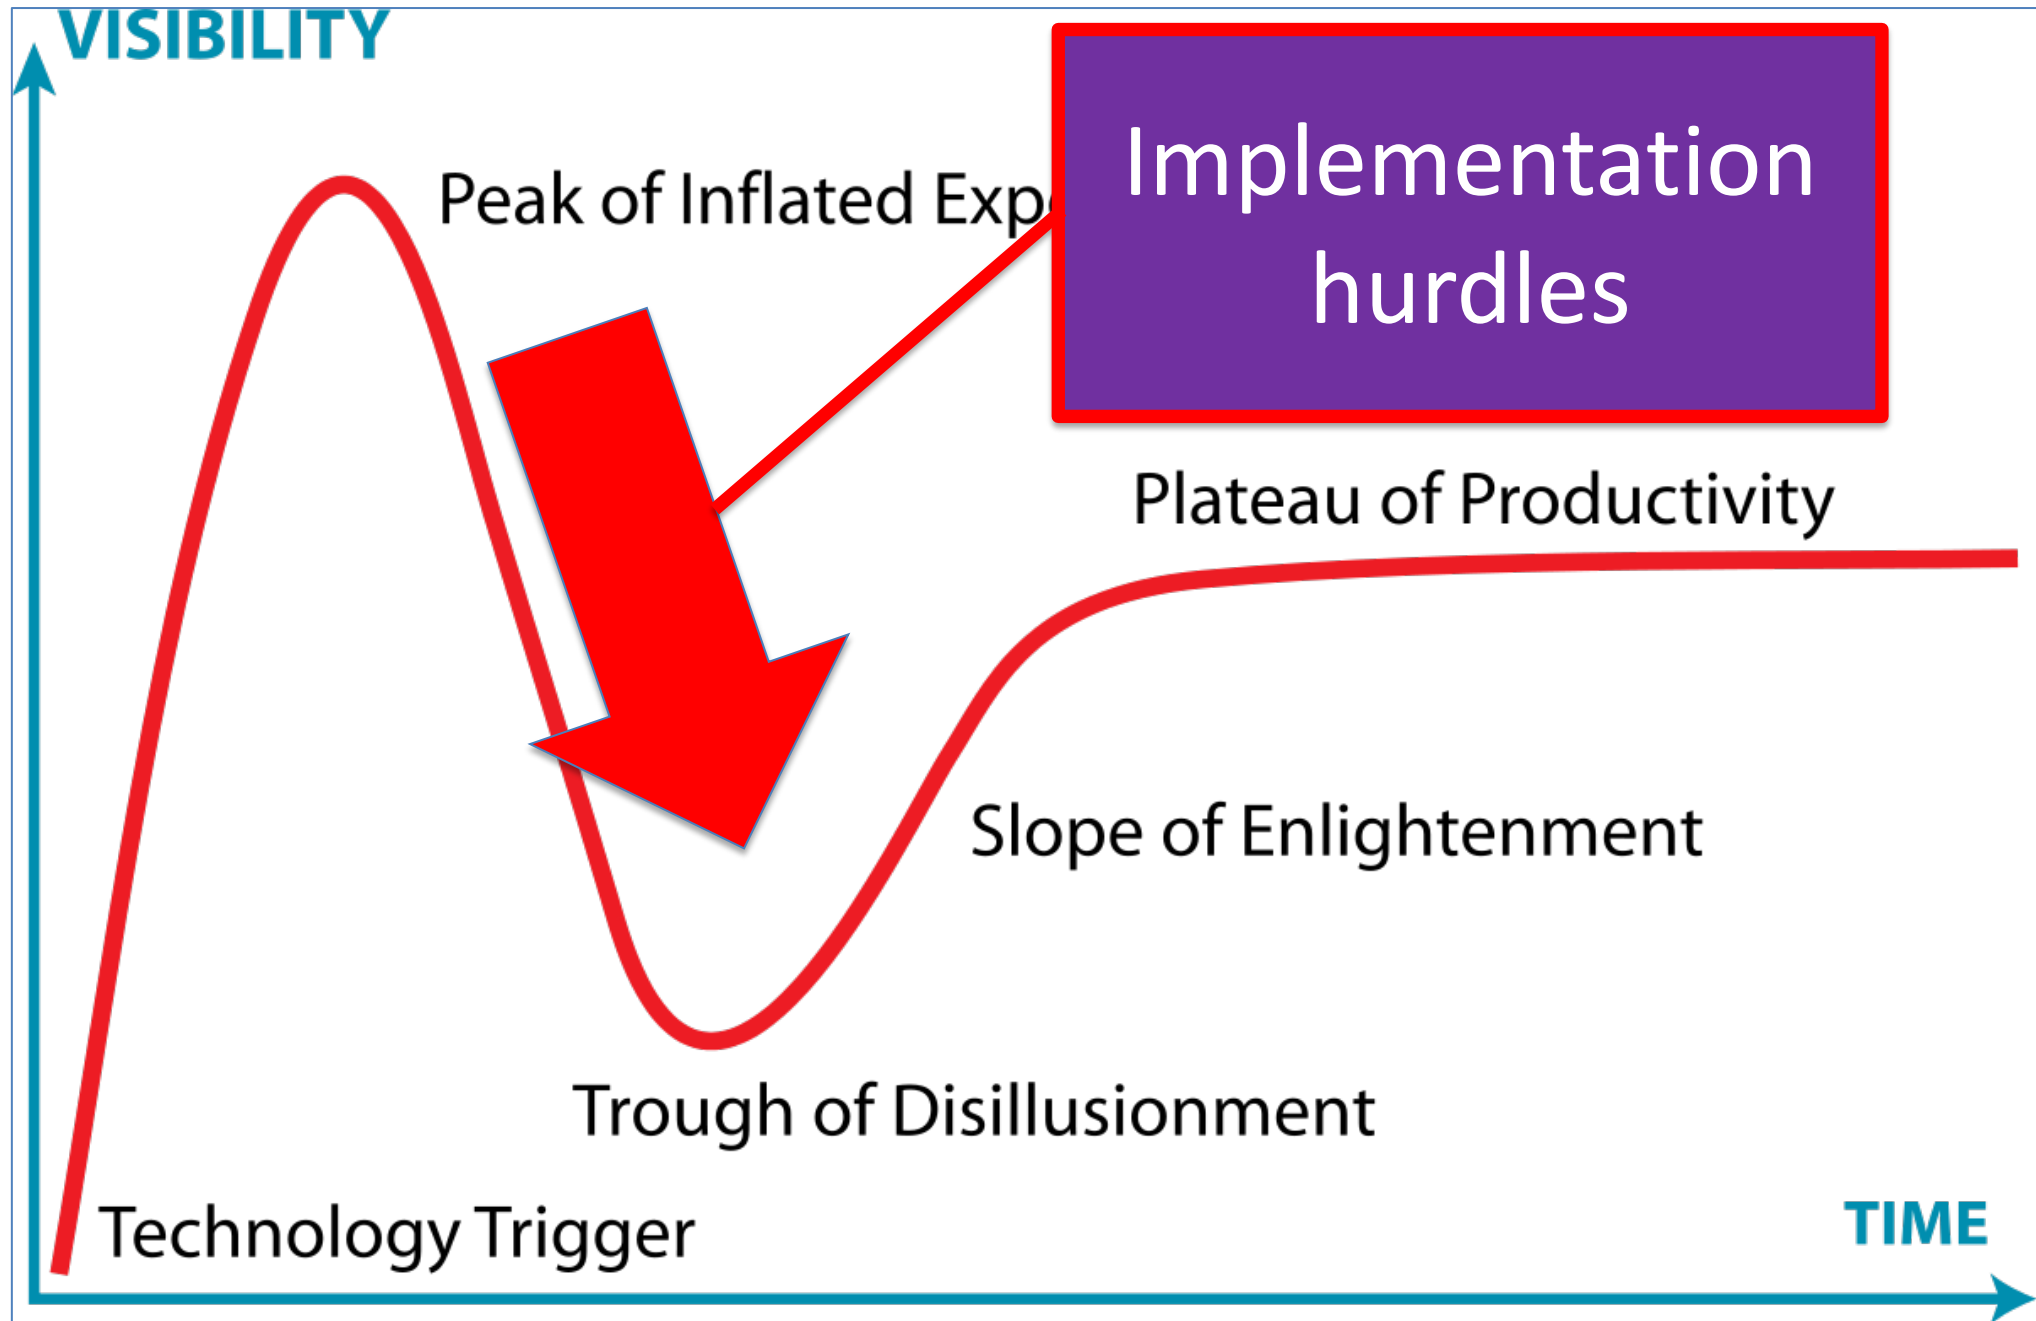 VISIBILITY
Peak of Inflated Exp
Implementation
hurdles
Plateau of Productivity
Slope of Enlightenment
Trough of Disillusionment
Technology Trigger
TIME